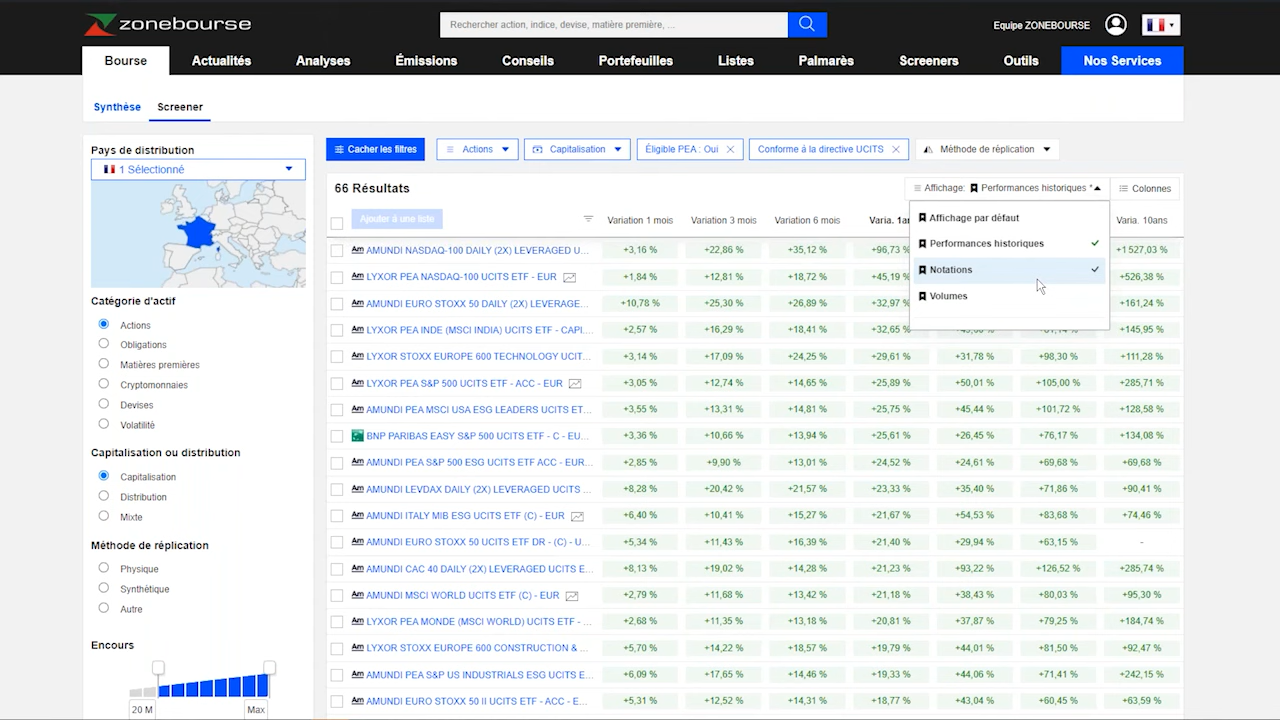 zonebourse
Rechercher action, indice, devise, matière première, ...
Equipe ZONEBOURSE
Bourse
Actualités
Analyses
Émissions
Conseils
Portefeuilles
Listes
Palmarès
Screeners
Outils
Nos Services
Synthèse
Screener
Pays de distribution
1 Sélectionné
Catégorie d'actif
Actions
Obligations
Matières premières
Cryptomonnaies
Devises
Volatilité
Capitalisation ou distribution
Capitalisation
Distribution
Mixte
Méthode de réplication
Physique
Synthètique
Autre
Encours
20 M
Max
Cacher les filtres
Actions
Capitalisation
Éligible PEA : Oui
Conforme à la directive UCITS
Méthode de réplication
66 Résultats
Affichage: Performances historiques *
Colonnes
Affichage par défaut
Performances historiques
Notations
Volumes
Ajouter à une liste
Variation 1 mois Variation 3 mois Variation 6 mois Varia. 1an Varia. 10ans
Am AMUNDI NASDAQ-100 DAILY (2X) LEVERAGED U... +3,16 % +22,86 % +35,12 % +96,73 % +1 527,03 %
Am LYXOR PEA NASDAQ-100 UCITS ETF - EUR +1,84 % +12,81 % +18,72 % +45,19 % +526,38 %
Am AMUNDI EURO STOXX 50 DAILY (2X) LEVERAGE... +10,78 % +25,30 % +26,89 % +32,97 % +161,24 %
Am LYXOR PEA INDE (MSCI INDIA) UCITS ETF - CAPI... +2,57 % +16,29 % +18,41 % +32,65 % +145,95 %
Am LYXOR STOXX EUROPE 600 TECHNOLOGY UCIT... +3,14 % +17,09 % +24,25 % +29,61 % +31,78 % +98,30 % +111,28 %
Am LYXOR PEA S&P 500 UCITS ETF - ACC - EUR +3,05 % +12,74 % +14,65 % +25,89 % +50,01 % +105,00 % +285,71 %
Am AMUNDI PEA MSCI USA ESG LEADERS UCITS ET... +3,55 % +13,31 % +14,81 % +25,75 % +45,44 % +101,72 % +128,58 %
BNP PARIBAS EASY S&P 500 UCITS ETF - C - EU... +3,36 % +10,66 % +13,94 % +25,61 % +26,45 % +76,17 % +134,08 %
Am AMUNDI PEA S&P 500 ESG UCITS ETF ACC - EUR... +2,85 % +9,90 % +13,01 % +24,52 % +24,61 % +69,68 % +69,68 %
Am AMUNDI LEVDAX DAILY (2X) LEVERAGED UCITS ... +8,28 % +20,42 % +21,57 % +23,33 % +35,40 % +71,86 % +90,41 %
Am AMUNDI ITALY MIB ESG UCITS ETF (C) - EUR +6,40 % +10,41 % +15,27 % +21,67 % +54,53 % +83,68 % +74,46 %
Am AMUNDI EURO STOXX 50 UCITS ETF DR - (C) - U... +5,34 % +11,43 % +16,39 % +21,40 % +29,94 % +63,15 % -
Am AMUNDI CAC 40 DAILY (2X) LEVERAGED UCITS E... +8,13 % +19,02 % +14,28 % +21,23 % +93,22 % +126,52 % +285,74 %
Am AMUNDI MSCI WORLD UCITS ETF (C) - EUR +2,79 % +11,68 % +13,42 % +21,18 % +38,43 % +80,03 % +95,30 %
Am LYXOR PEA MONDE (MSCI WORLD) UCITS ETF - ... +2,68 % +11,35 % +13,18 % +20,81 % +37,87 % +79,25 % +184,74 %
Am LYXOR STOXX EUROPE 600 CONSTRUCTION & ... +5,70 % +14,22 % +18,57 % +19,79 % +44,01 % +81,50 % +92,47 %
Am AMUNDI PEA S&P US INDUSTRIALS ESG UCITS E... +6,09 % +17,65 % +14,46 % +19,33 % +44,06 % +71,41 % +242,15 %
Am AMUNDI EURO STOXX 50 II UCITS ETF - ACC - E... +5,31 % +12,52 % +14,31 % +18,77 % +43,04 % +60,45 % +63,59 %